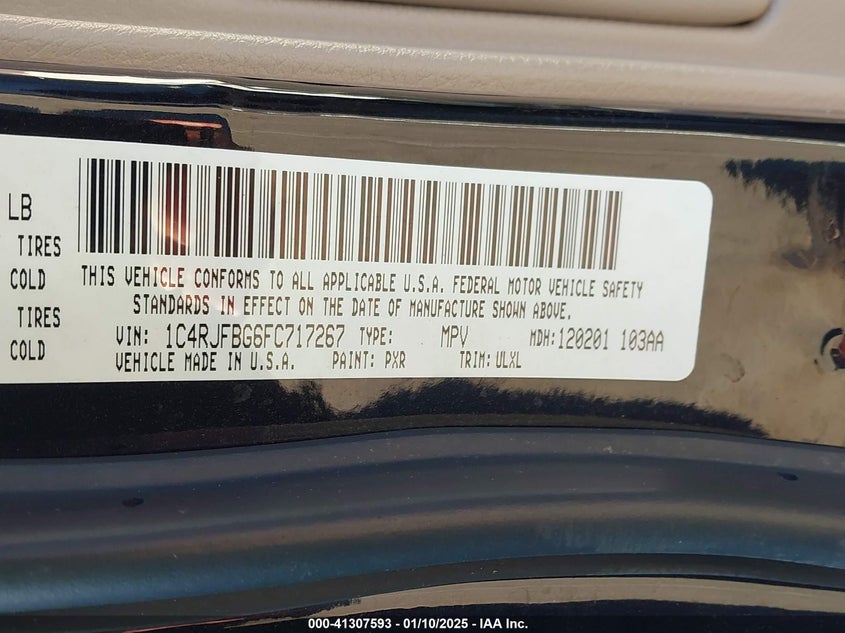 LB
TIRES
COLD
TIRES
COLD
THIS VEHICLE CONFORMS TO ALL APPLICABLE U.S.A. FEDERAL MOTOR VEHICLE SAFETY
STANDARDS IN EFFECT ON THE DATE OF MANUFACTURE SHOWN ABOVE.
VIN: 1C4RJFBG6FC717267 TYPE: MPV MDH:120201 103AA
VEHICLE MADE IN U.S.A. PAINT: PXR TRIM: ULXL
000-41307593 - 01/10/2025 - IAA Inc.